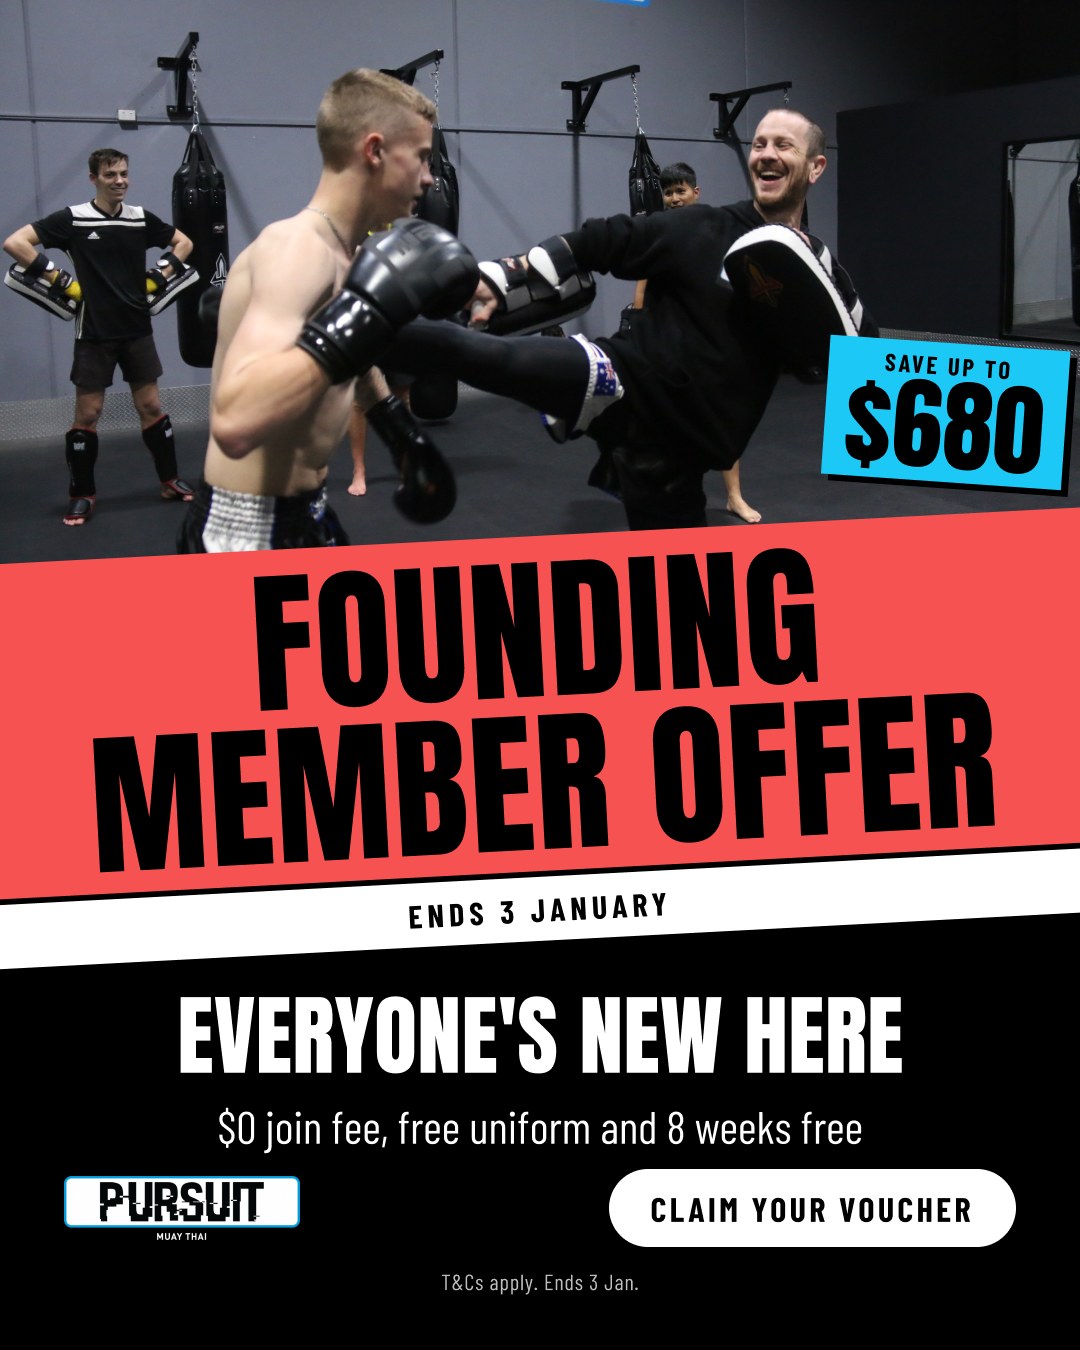 SAVE UP TO
$680
FOUNDING
MEMBER OFFER
ENDS 3 JANUARY
EVERYONE'S NEW HERE
$0 join fee, free uniform and 8 weeks free
PURSUIT
MUAY THAI
CLAIM YOUR VOUCHER
T&Cs apply. Ends 3 Jan.